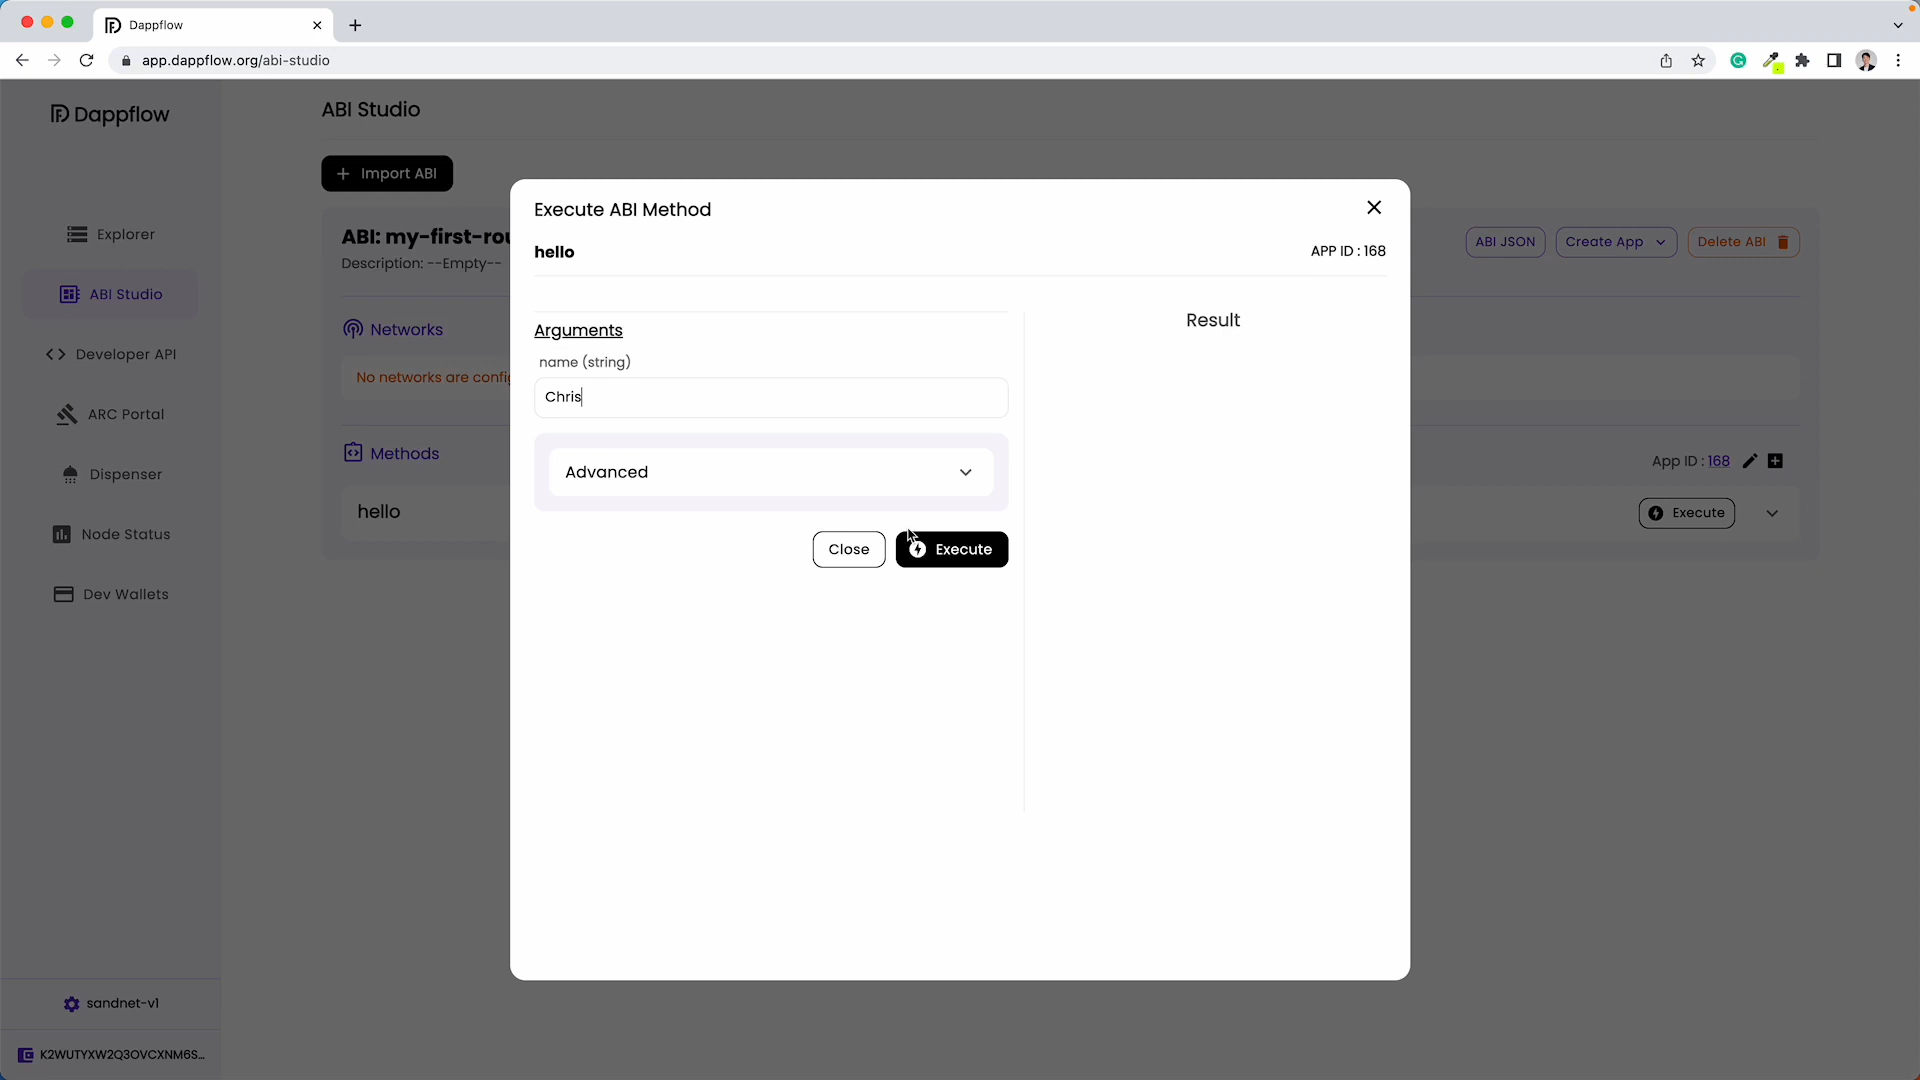 Dappflow
app.dappflow.org/abi-studio
Dappflow
Explorer
ABI Studio
Developer API
ARC Portal
Dispenser
Node Status
Dev Wallets
sandnet-v1
K2WUTYXW2Q3OVCXNM6S...
ABI Studio
Import ABI
ABI: my-first-rou
Description: --Empty--
ABI JSON
Create App
Delete ABI
Networks
No networks are config
Methods
App ID : 168
hello
Execute
Execute ABI Method
hello
APP ID : 168
Arguments
name (string)
Chris
Advanced
Close
Execute
Result